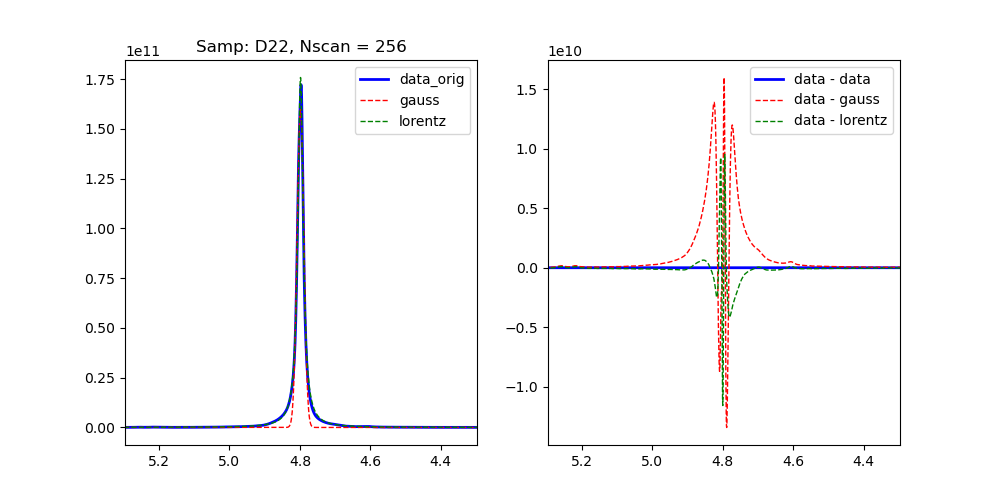 Samp: D22, Nscan = 256
1e11
1.75
1.50
1.25
1.00
0.75
0.50
0.25
0.00
5.2 5.0 4.8 4.6 4.4
data_orig
gauss
lorentz
1e10
1.5
1.0
0.5
0.0
−0.5
−1.0
5.2 5.0 4.8 4.6 4.4
data - data
data - gauss
data - lorentz